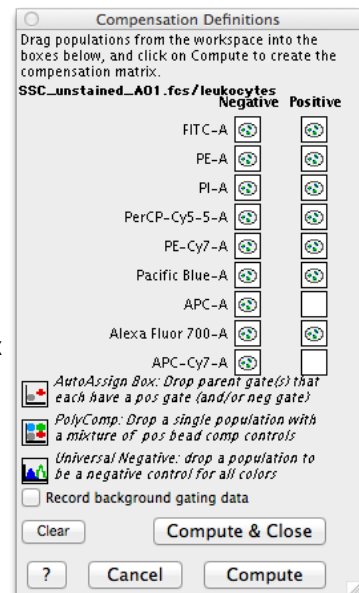 Compensation Definitions
Drag populations from the workspace into the
boxes below, and click on Compute to create the
compensation matrix.
SSC_unstained_A01.fcs/leukocytes
Negative Positive
FITC-A
PE-A
PI-A
PerCP-Cy5-5-A
PE-Cy7-A
Pacific Blue-A
APC-A
Alexa Fluor 700-A
APC-Cy7-A
AutoAssign Box: Drop parent gate(s) that
each have a pos gate (and/or neg gate)
PolyComp: Drop a single population with
a mixture of pos bead comp controls
Universal Negative: drop a population to
be a negative control for all colors
Record background gating data
Clear Compute & Close
? Cancel Compute